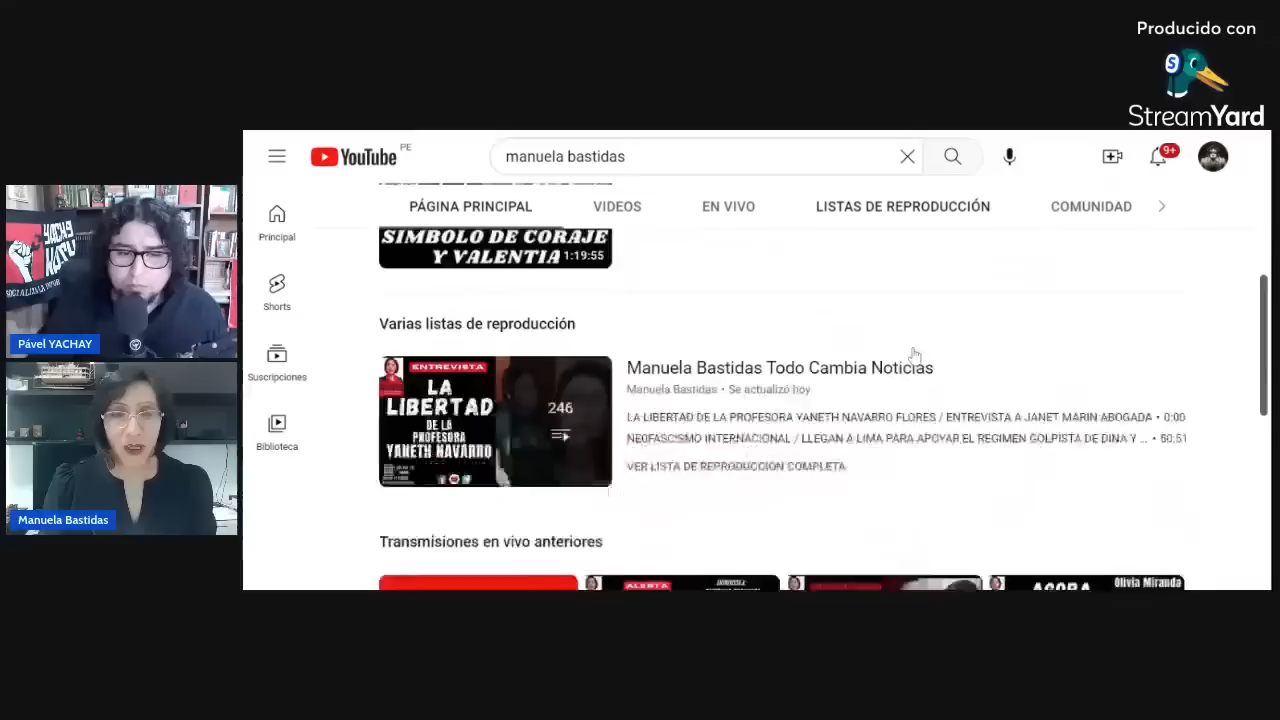 Producido con
StreamYard
YouTube PE
manuela bastidas
9+
PÁGINA PRINCIPAL
VIDEOS
EN VIVO
LISTAS DE REPRODUCCIÓN
COMUNIDAD
Principal
Shorts
Suscripciones
Biblioteca
SIMBOLO DE CORAJE
Y VALENTIA
1:19:55
Varias listas de reproducción
ENTREVISTA
LA
LIBERTAD
DE LA
PROFESORA
YANETH NAVARRO
246
Manuela Bastidas Todo Cambia Noticias
Manuela Bastidas • Se actualizó hoy
LA LIBERTAD DE LA PROFESORA YANETH NAVARRO FLORES / ENTREVISTA A JANET MARIN ABOGADA • 0:00
NEOFASCISMO INTERNACIONAL / LLEGAN A LIMA PARA APOYAR EL REGIMEN GOLPISTA DE DINA Y ... • 50:51
VER LISTA DE REPRODUCCIÓN COMPLETA
Transmisiones en vivo anteriores
ALERTA
AGORA
Olivia Miranda
Pável YACHAY
Manuela Bastidas